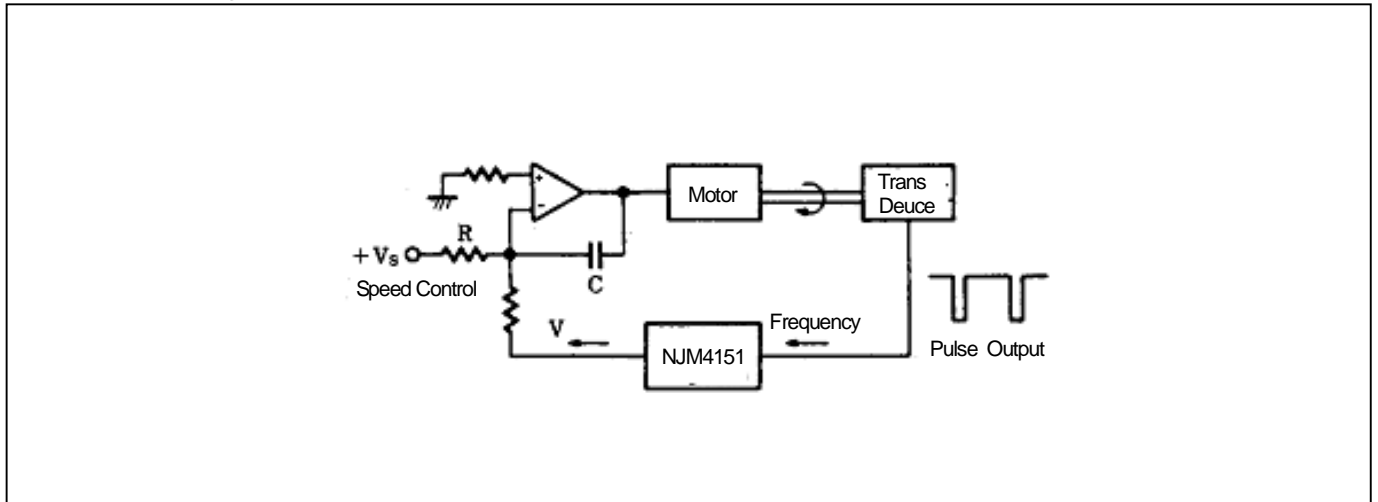 +
-
Motor
Trans
Deuce
R
+ Vs
C
Speed Control
V
NJM4151
Frequency
Pulse Output